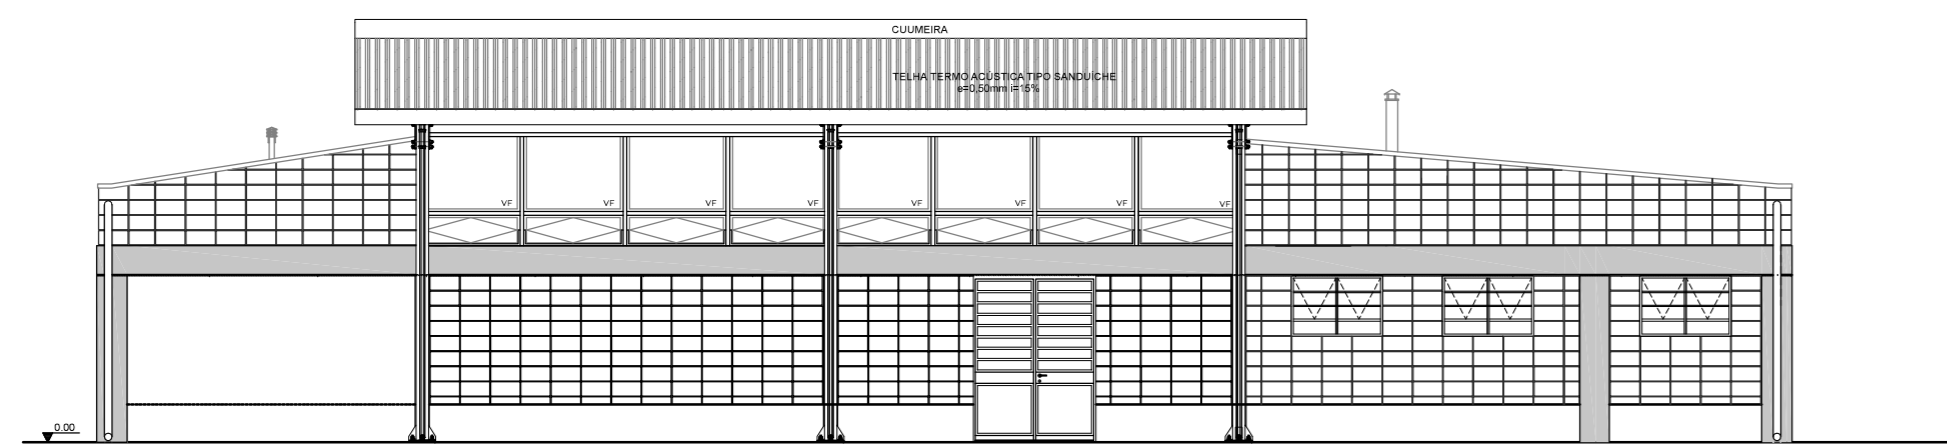 CUUMEIRA
TELHA TERMO ACÚSTICA TIPO SANDUÍCHE
e=0,50mm i=15%
VF VF VF VF VF VF VF VF
0.00